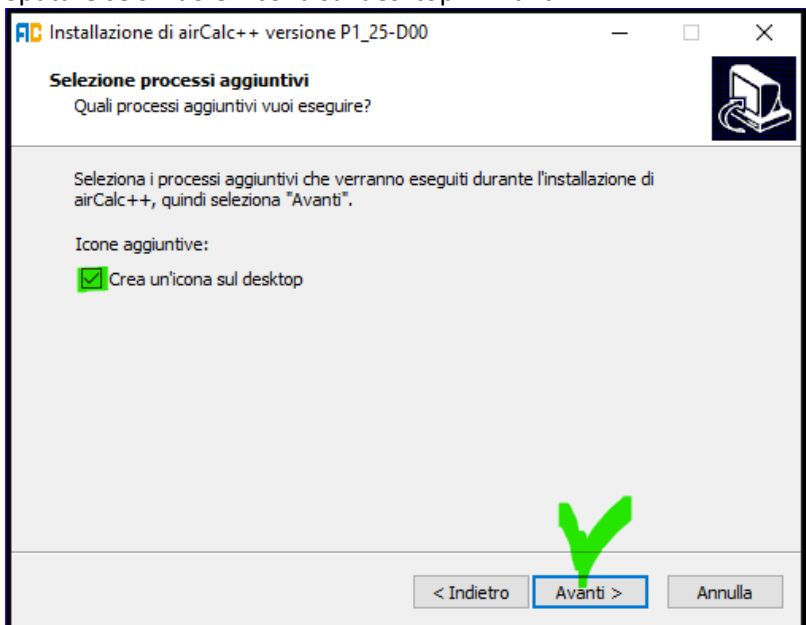 Installazione di airCalc++ versione P1_25-D00
Selezione processi aggiuntivi
Quali processi aggiuntivi vuoi eseguire?
Seleziona i processi aggiuntivi che verranno eseguiti durante l'installazione di
airCalc++, quindi seleziona "Avanti".
Icone aggiuntive:
Crea un'icona sul desktop
< Indietro Avanti > Annulla